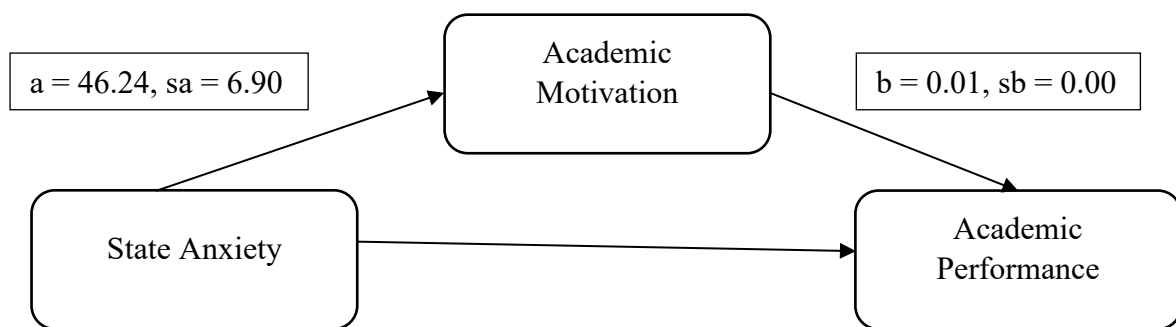 Academic
Motivation
a = 46.24, sa = 6.90
b = 0.01, sb = 0.00
State Anxiety
Academic
Performance